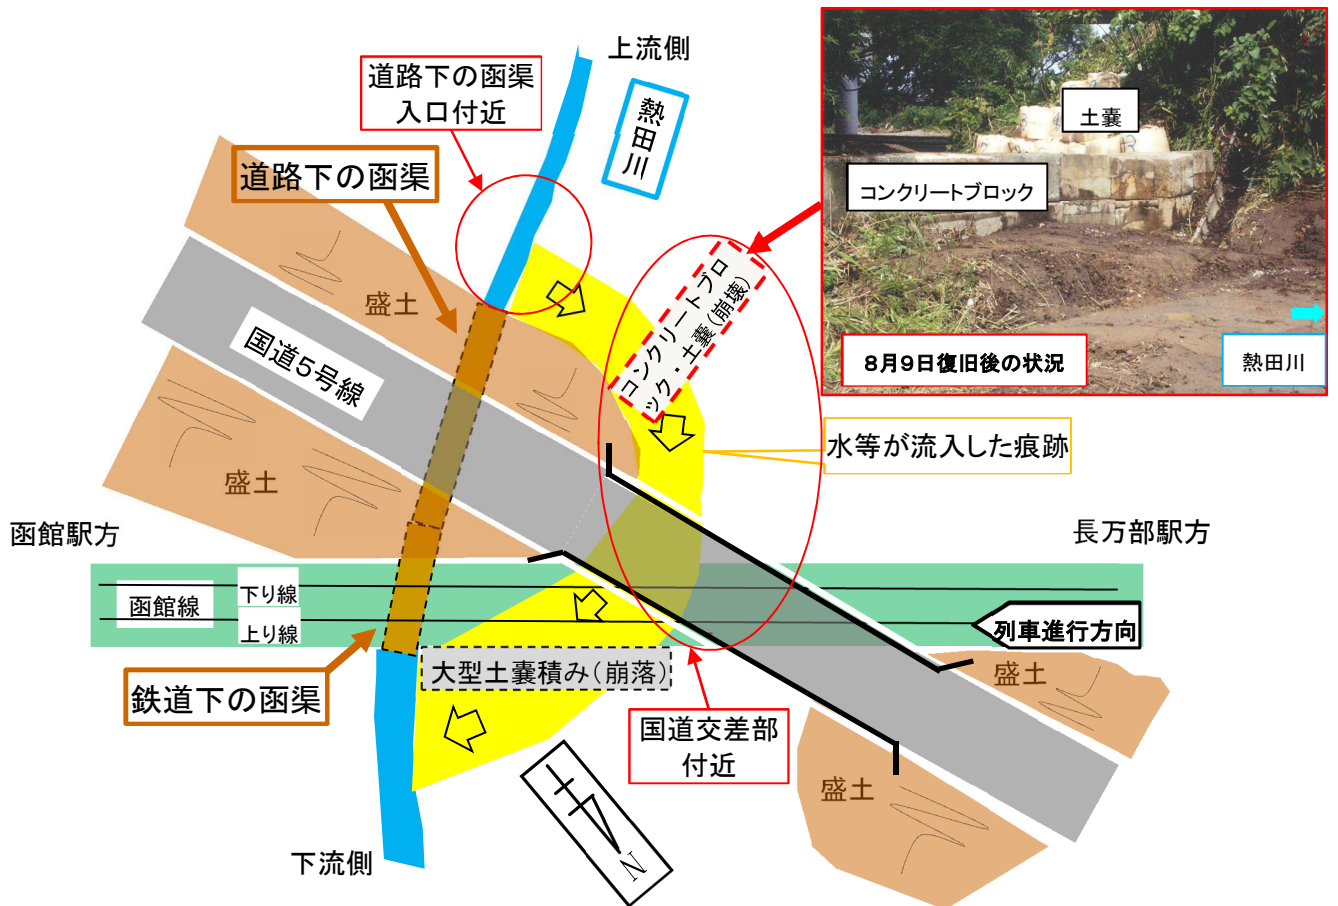 上流側
道路下の函渠
入口付近
熱田川
道路下の函渠
土嚢
コンクリートブロック
8月9日復旧後の状況
熱田川
コンクリートブロ
ック・土嚢(崩壊)
盛土
盛土
国道5号線
盛土
水等が流入した痕跡
函館駅方
長万部駅方
函館線
下り線
上り線
列車進行方向
大型土嚢積み(崩落)
鉄道下の函渠
国道交差部
付近
盛土
盛土
下流側
N